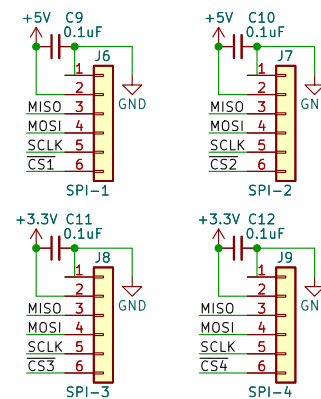 +5V C9
0.1uF
J6
1
2
GND
MISO 3
MOSI 4
SCLK 5
CS1 6
SPI-1
+5V C10
0.1uF
J7
1
2
GN
MISO 3
MOSI 4
SCLK 5
CS2 6
SPI-2
+3.3V C11
0.1uF
J8
1
2
GND
MISO 3
MOSI 4
SCLK 5
CS3 6
SPI-3
+3.3V C12
0.1uF
J9
1
2
GN
MISO 3
MOSI 4
SCLK 5
CS4 6
SPI-4